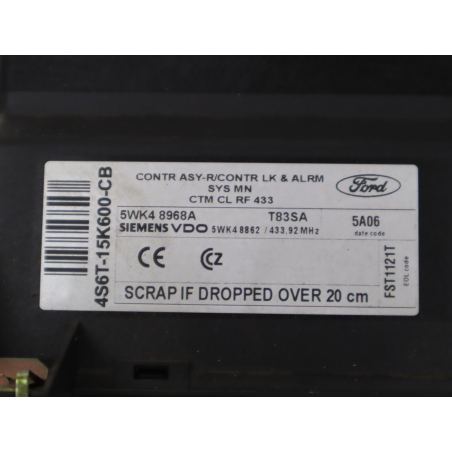 CONTR ASY-R/CONTR LK & ALRM
SYS MN
CTM CL RF 433
Ford
5WK4 8968A T83SA 5A06
SIEMENS VDO 5WK4 8862 / 433.92 MHz date code
CE CZ
SCRAP IF DROPPED OVER 20 cm
4S6T-15K600-CB
FST1121T
EOL code